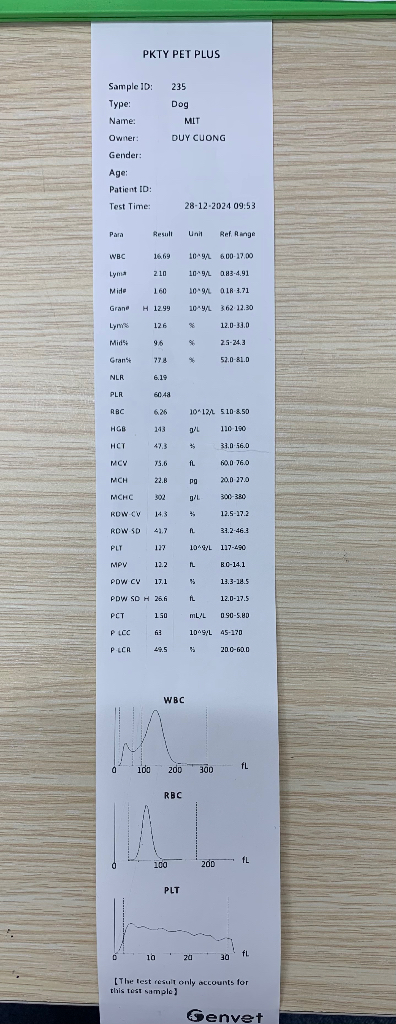 PKTY PET PLUS
Sample ID: 235
Type: Dog
Name: MIT
Owner: DUY CUONG
Gender:
Age:
Patient ID:
Test Time: 28-12-2024 09:53
Para Result Unit Ref. Range
WBC 16.69 10^9/L 6.00-17.00
Lym# 2.10 10^9/L 0.83-4.91
Mid# 1.60 10^9/L 0.18-3.71
Gran# H 12.99 10^9/L 3.62-12.30
Lym% 12.6 % 12.0-33.0
Mid% 9.6 % 2.5-24.3
Gran% 77.8 % 52.0-81.0
NLR 6.19
PLR 60.48
RBC 6.26 10^12/L 5.10-8.50
HGB 143 g/L 110-190
HCT 47.3 % 33.0-56.0
MCV 75.6 fL 60.0-76.0
MCH 22.8 pg 20.0-27.0
MCHC 302 g/L 300-380
RDW-CV 14.3 % 12.5-17.2
RDW-SD 41.7 fL 33.2-46.3
PLT 127 10^9/L 117-490
MPV 12.2 fL 8.0-14.1
PDW-CV 17.1 % 13.3-18.5
PDW-SD H 26.6 fL 12.0-17.5
PCT 1.50 mL/L 0.90-5.80
P-LCC 63 10^9/L 45-170
P-LCR 49.5 % 20.0-60.0
WBC
0 100 200 300 fL
RBC
0 100 200 fL
PLT
0 10 20 30 fL
【The test result only accounts for
this test sample】
Genvet